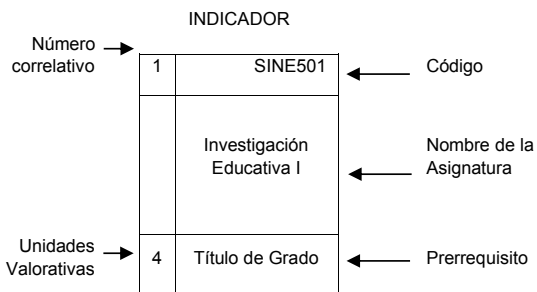 INDICADOR
Número
correlativo
1
SINE501
Código
Investigación
Educativa I
Nombre de la
Asignatura
Unidades
Valorativas
4
Título de Grado
Prerrequisito